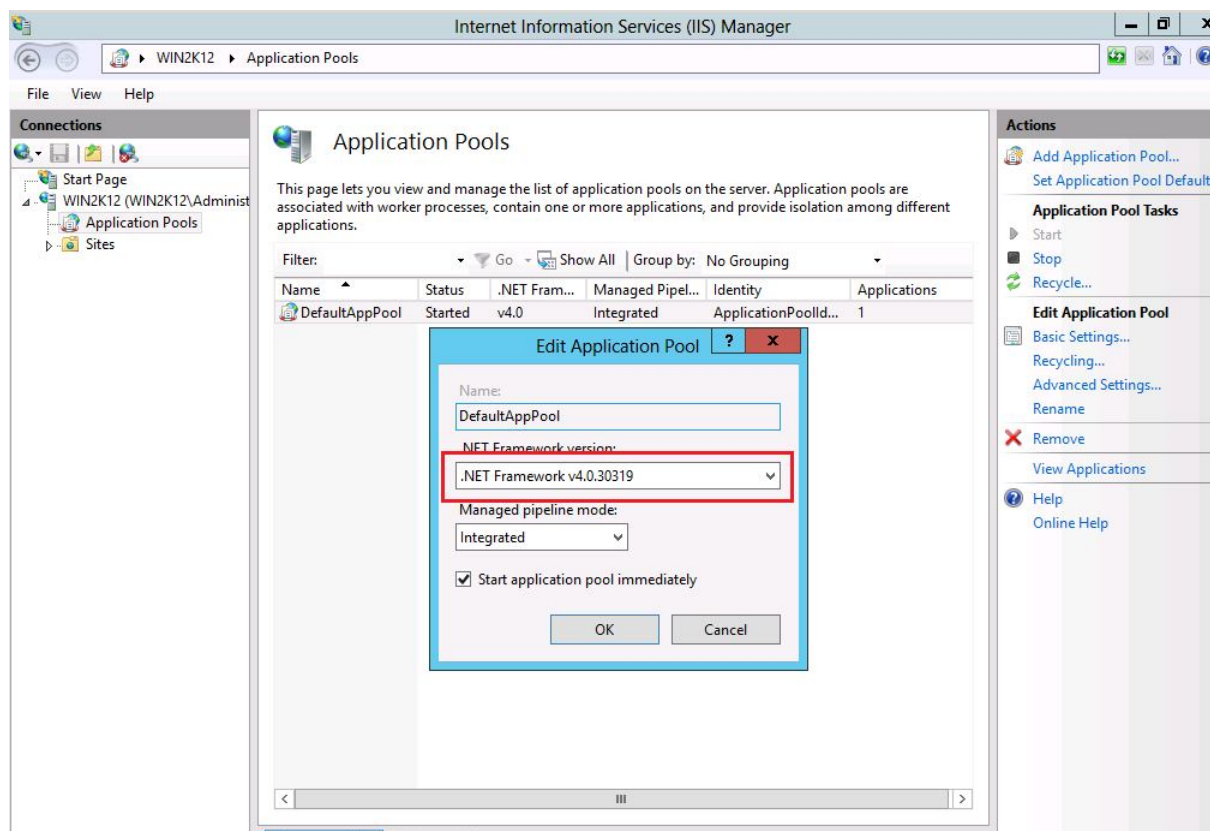 Internet Information Services (IIS) Manager
WIN2K12 Application Pools
File View Help
Connections
Start Page
WIN2K12 (WIN2K12\Administ
Application Pools
Sites
Application Pools
This page lets you view and manage the list of application pools on the server. Application pools are
associated with worker processes, contain one or more applications, and provide isolation among different
applications.
Filter: Go Show All Group by: No Grouping
Name Status .NET Fram... Managed Pipel... Identity Applications
DefaultAppPool Started v4.0 Integrated ApplicationPoolId... 1
Edit Application Pool ? x
Name:
DefaultAppPool
.NET Framework version:
.NET Framework v4.0.30319
Managed pipeline mode:
Integrated
Start application pool immediately
OK Cancel
Actions
Add Application Pool...
Set Application Pool Default
Application Pool Tasks
Start
Stop
Recycle...
Edit Application Pool
Basic Settings...
Recycling...
Advanced Settings...
Rename
Remove
View Applications
Help
Online Help